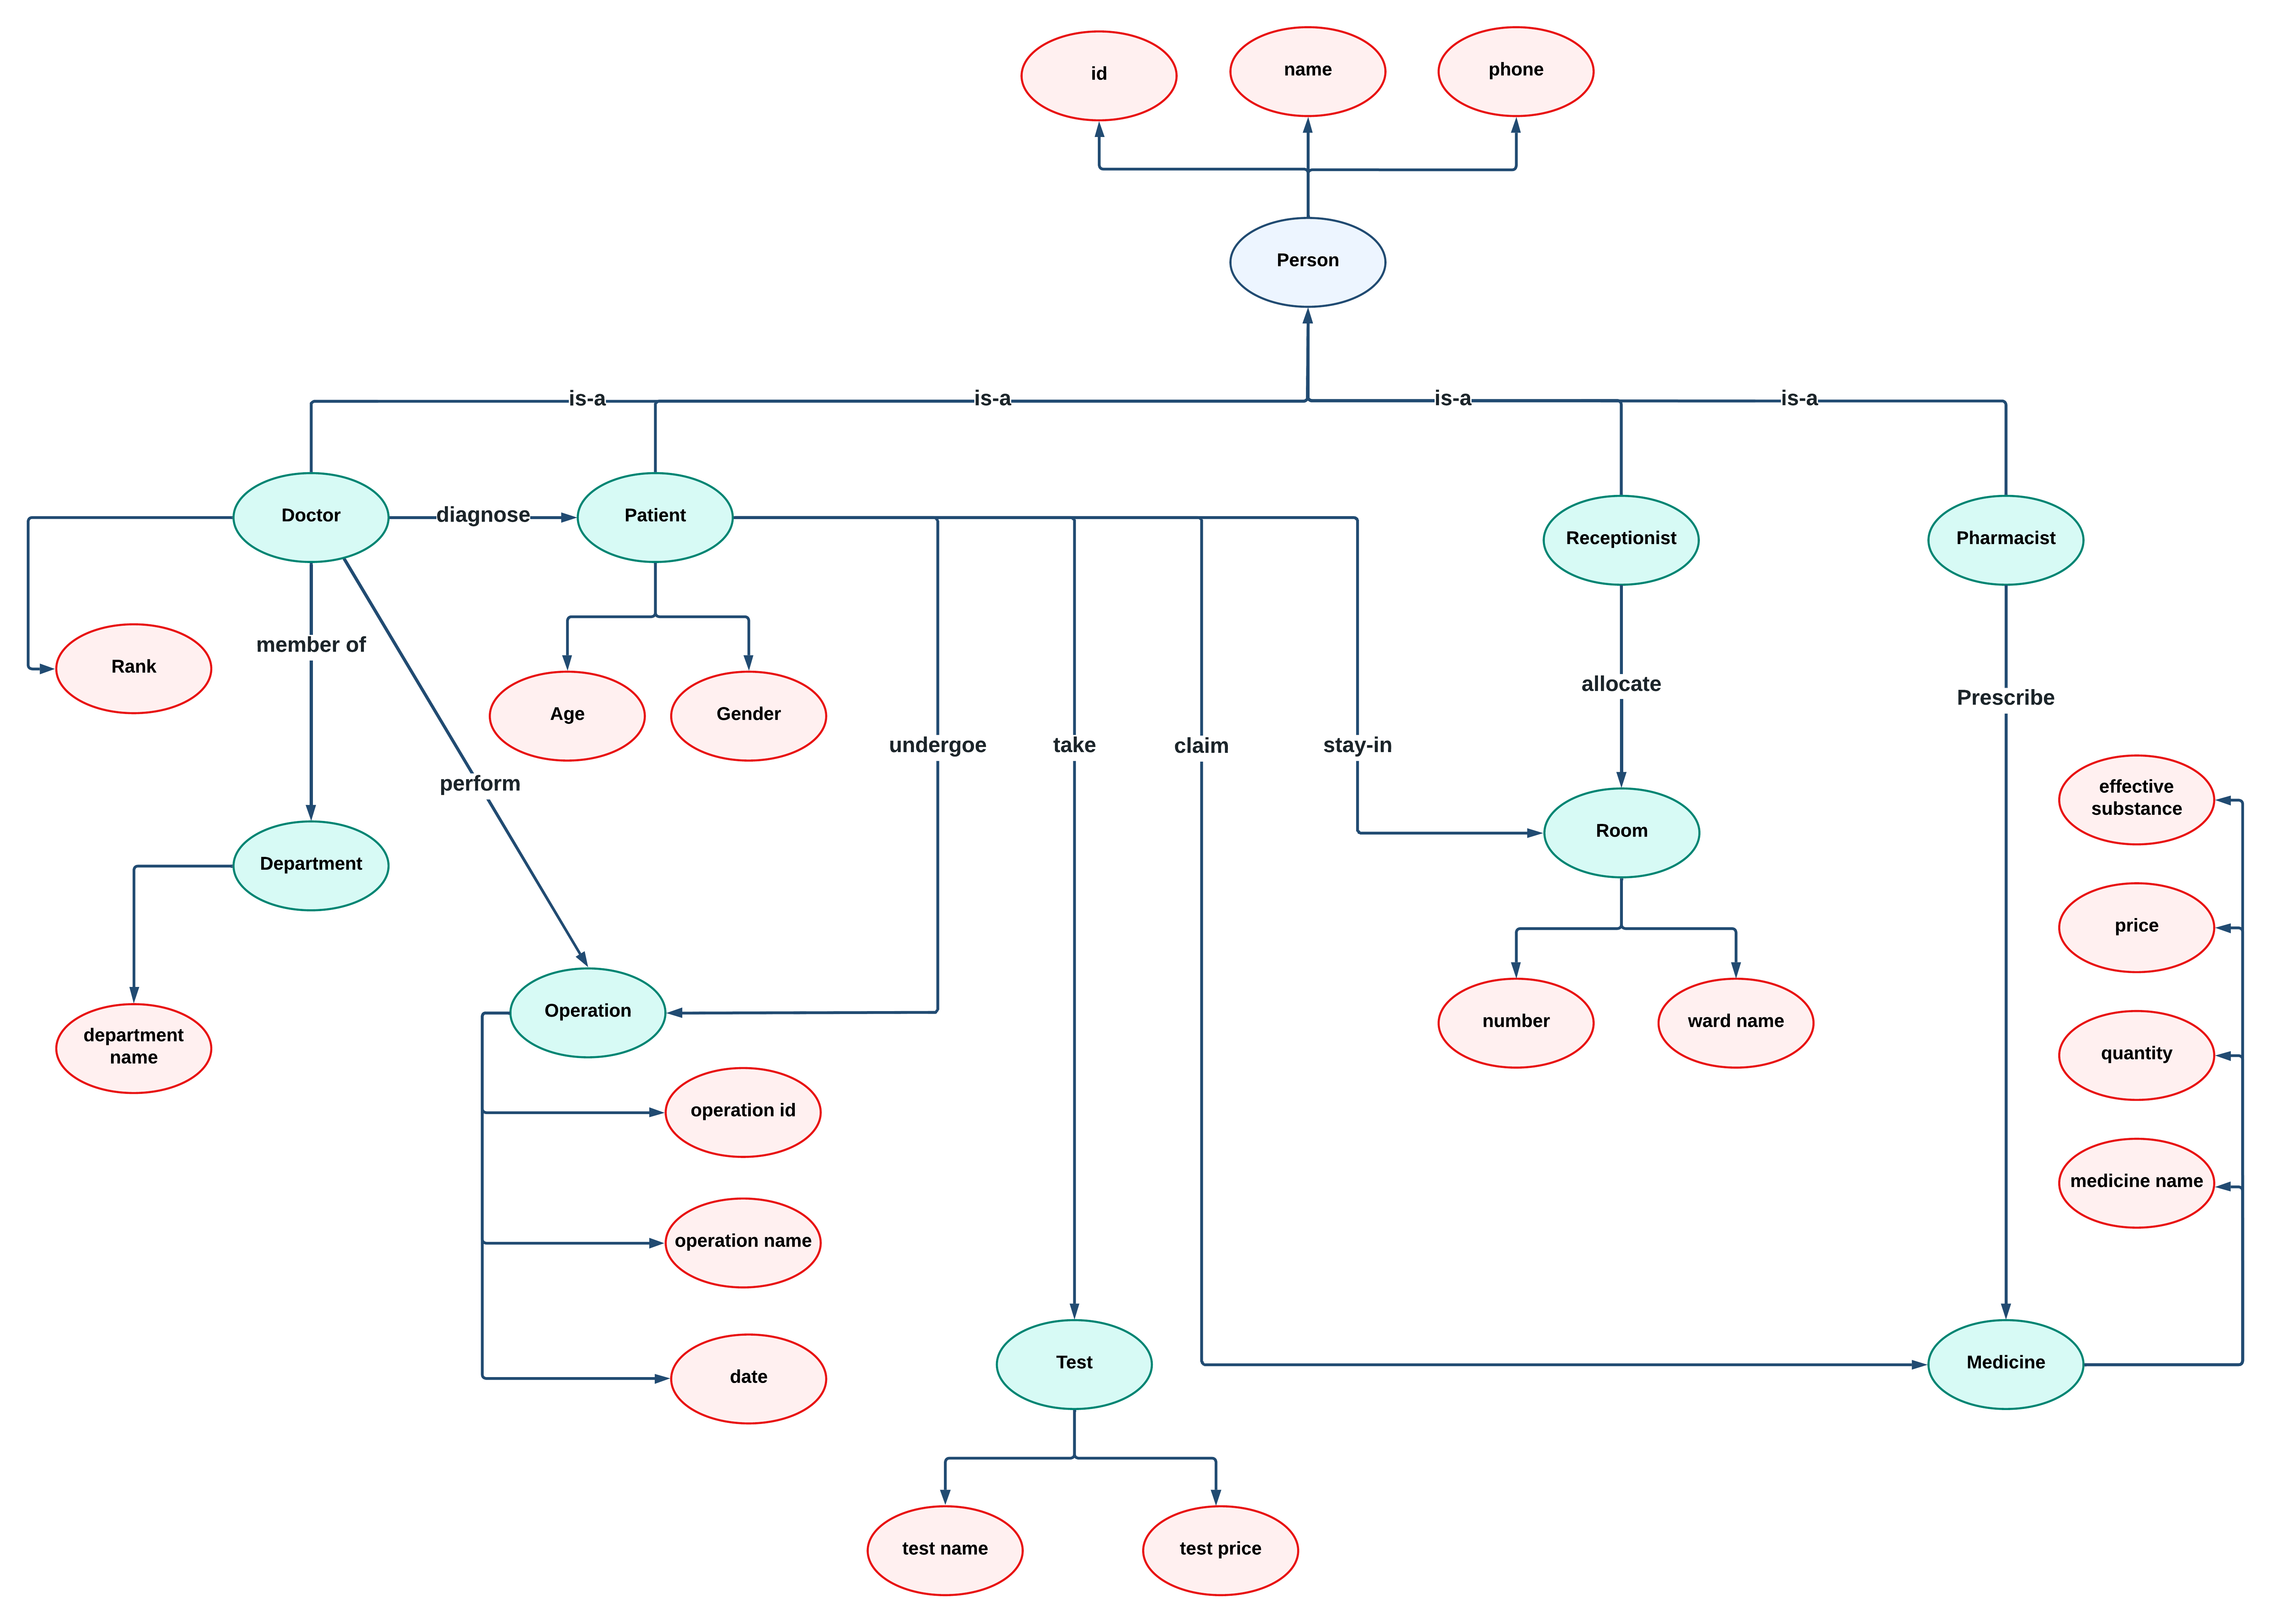 id
name
phone
Person
is-a
is-a
is-a
is-a
Doctor
diagnose
Patient
Receptionist
Pharmacist
member of
Rank
Age
Gender
allocate
Prescribe
undergoe
take
claim
stay-in
perform
effective
substance
Room
Department
price
Operation
number
ward name
department
name
quantity
operation id
medicine name
operation name
date
Test
Medicine
test name
test price